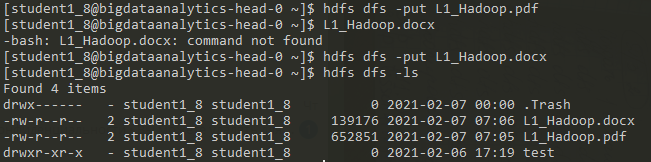 [student1_8@bigdataanalytics-head-0 ~]$ hdfs dfs -put L1_Hadoop.pdf
[student1_8@bigdataanalytics-head-0 ~]$ L1_Hadoop.docx
-bash: L1_Hadoop.docx: command not found
[student1_8@bigdataanalytics-head-0 ~]$ hdfs dfs -put L1_Hadoop.docx
[student1_8@bigdataanalytics-head-0 ~]$ hdfs dfs -ls
Found 4 items
drwx------   - student1_8 student1_8          0 2021-02-07 00:00 .Trash
-rw-r--r--   2 student1_8 student1_8     139176 2021-02-07 07:06 L1_Hadoop.docx
-rw-r--r--   2 student1_8 student1_8     652851 2021-02-07 07:05 L1_Hadoop.pdf
drwxr-xr-x   - student1_8 student1_8          0 2021-02-06 17:19 test